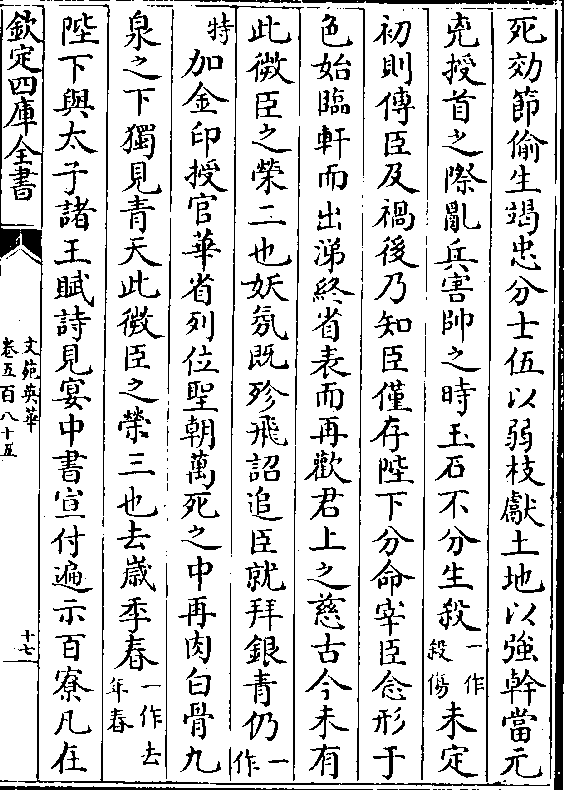 死効節偷生竭忠分士伍以弱枝獻土地以強幹當元
兇授首之際亂兵害帥之時玉石不分生殺一作殺傷未定
初則傳臣及禍後乃知臣僅存陛下分命宰臣念形于
色始臨軒而出涕終省表而再歡君上之慈古今未有
此微臣之榮二也妖氛既殄飛詔追臣就拜銀青仍一作特
加金印授官華省列位聖朝萬死之中再肉白骨九
泉之下獨見青天此微臣之榮三也去嵗季春一作去年春
陛下與太子諸王賦詩見宴中書宣付遍示百寮凡在
欽定四庫全書
文苑英華
卷五百八十五
十七